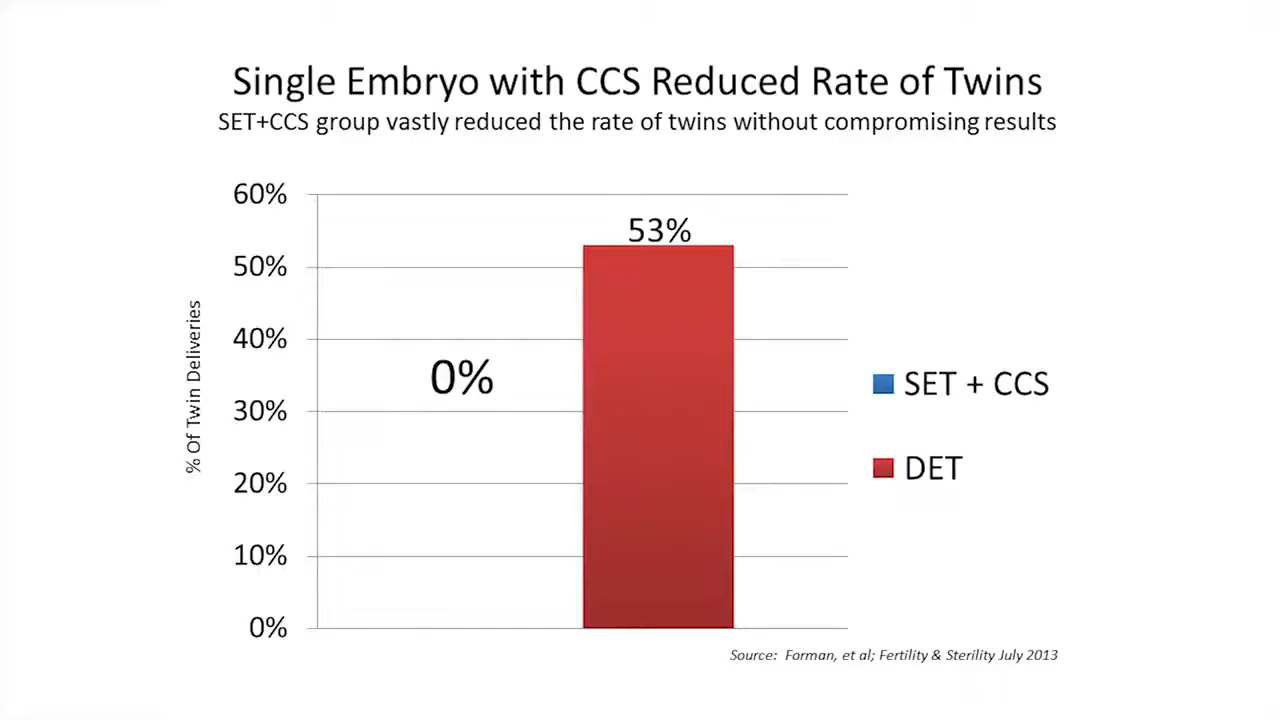 Single Embryo with CCS Reduced Rate of Twins
SET+CCS group vastly reduced the rate of twins without compromising results
60%
50%
40%
30%
20%
10%
0%
% Of Twin Deliveries
0%
53%
SET + CCS
DET
Source: Forman, et al; Fertility & Sterility July 2013